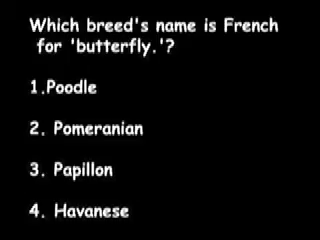 Which breed's name is French
for 'butterfly.'?
1.Poodle
2. Pomeranian
3. Papillon
4. Havanese